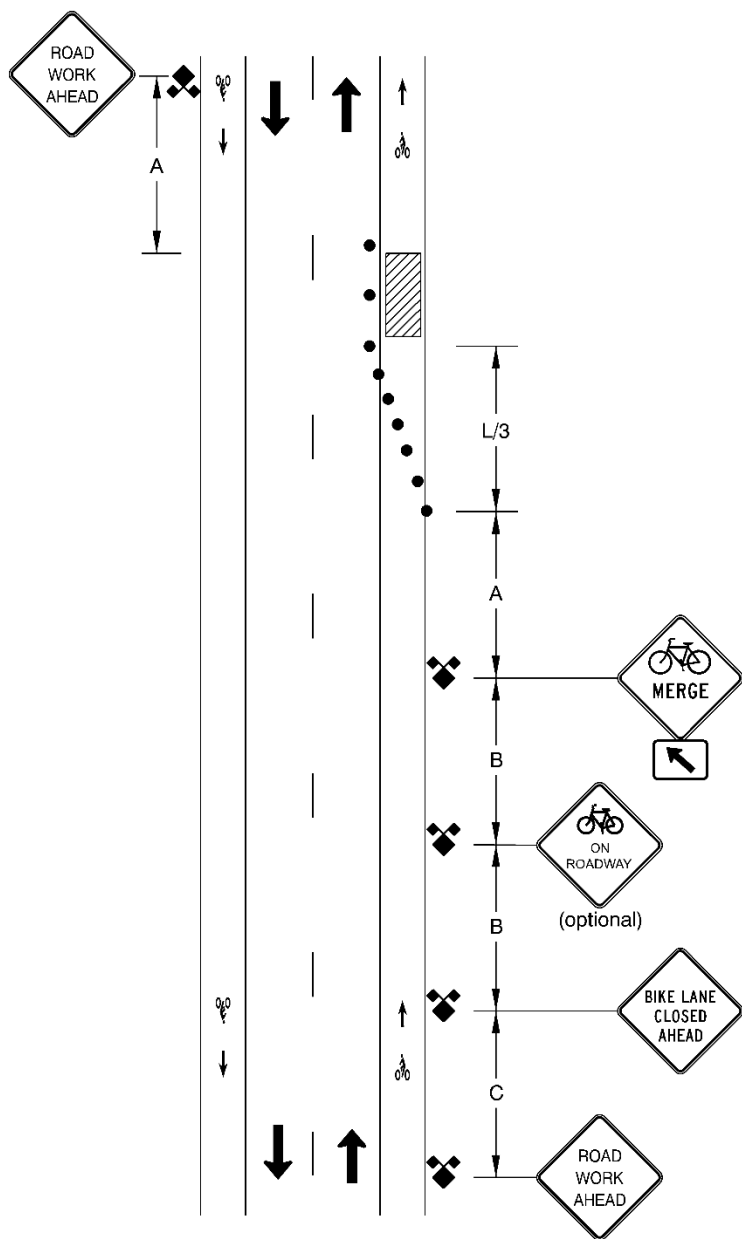 ROAD
WORK
AHEAD
A
L/3
A
MERGE
B
ON
ROADWAY
(optional)
B
BIKE LANE
CLOSED
AHEAD
C
ROAD
WORK
AHEAD